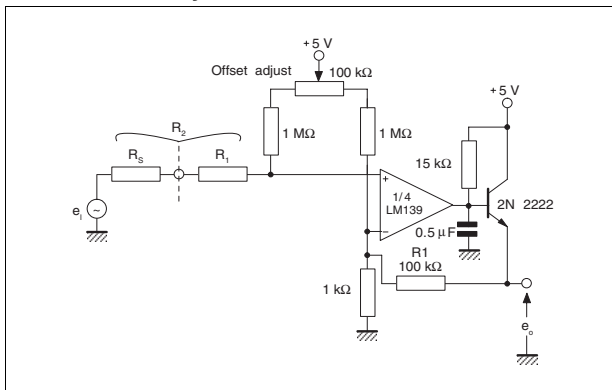 +5 V
Offset adjust
100 kΩ
+5 V
R2
1 MΩ
1 MΩ
RS
R1
15 kΩ
+
1/4
LM139
2N 2222
ei
~
0.5 µF
−
R1
100 kΩ
1 kΩ
eo